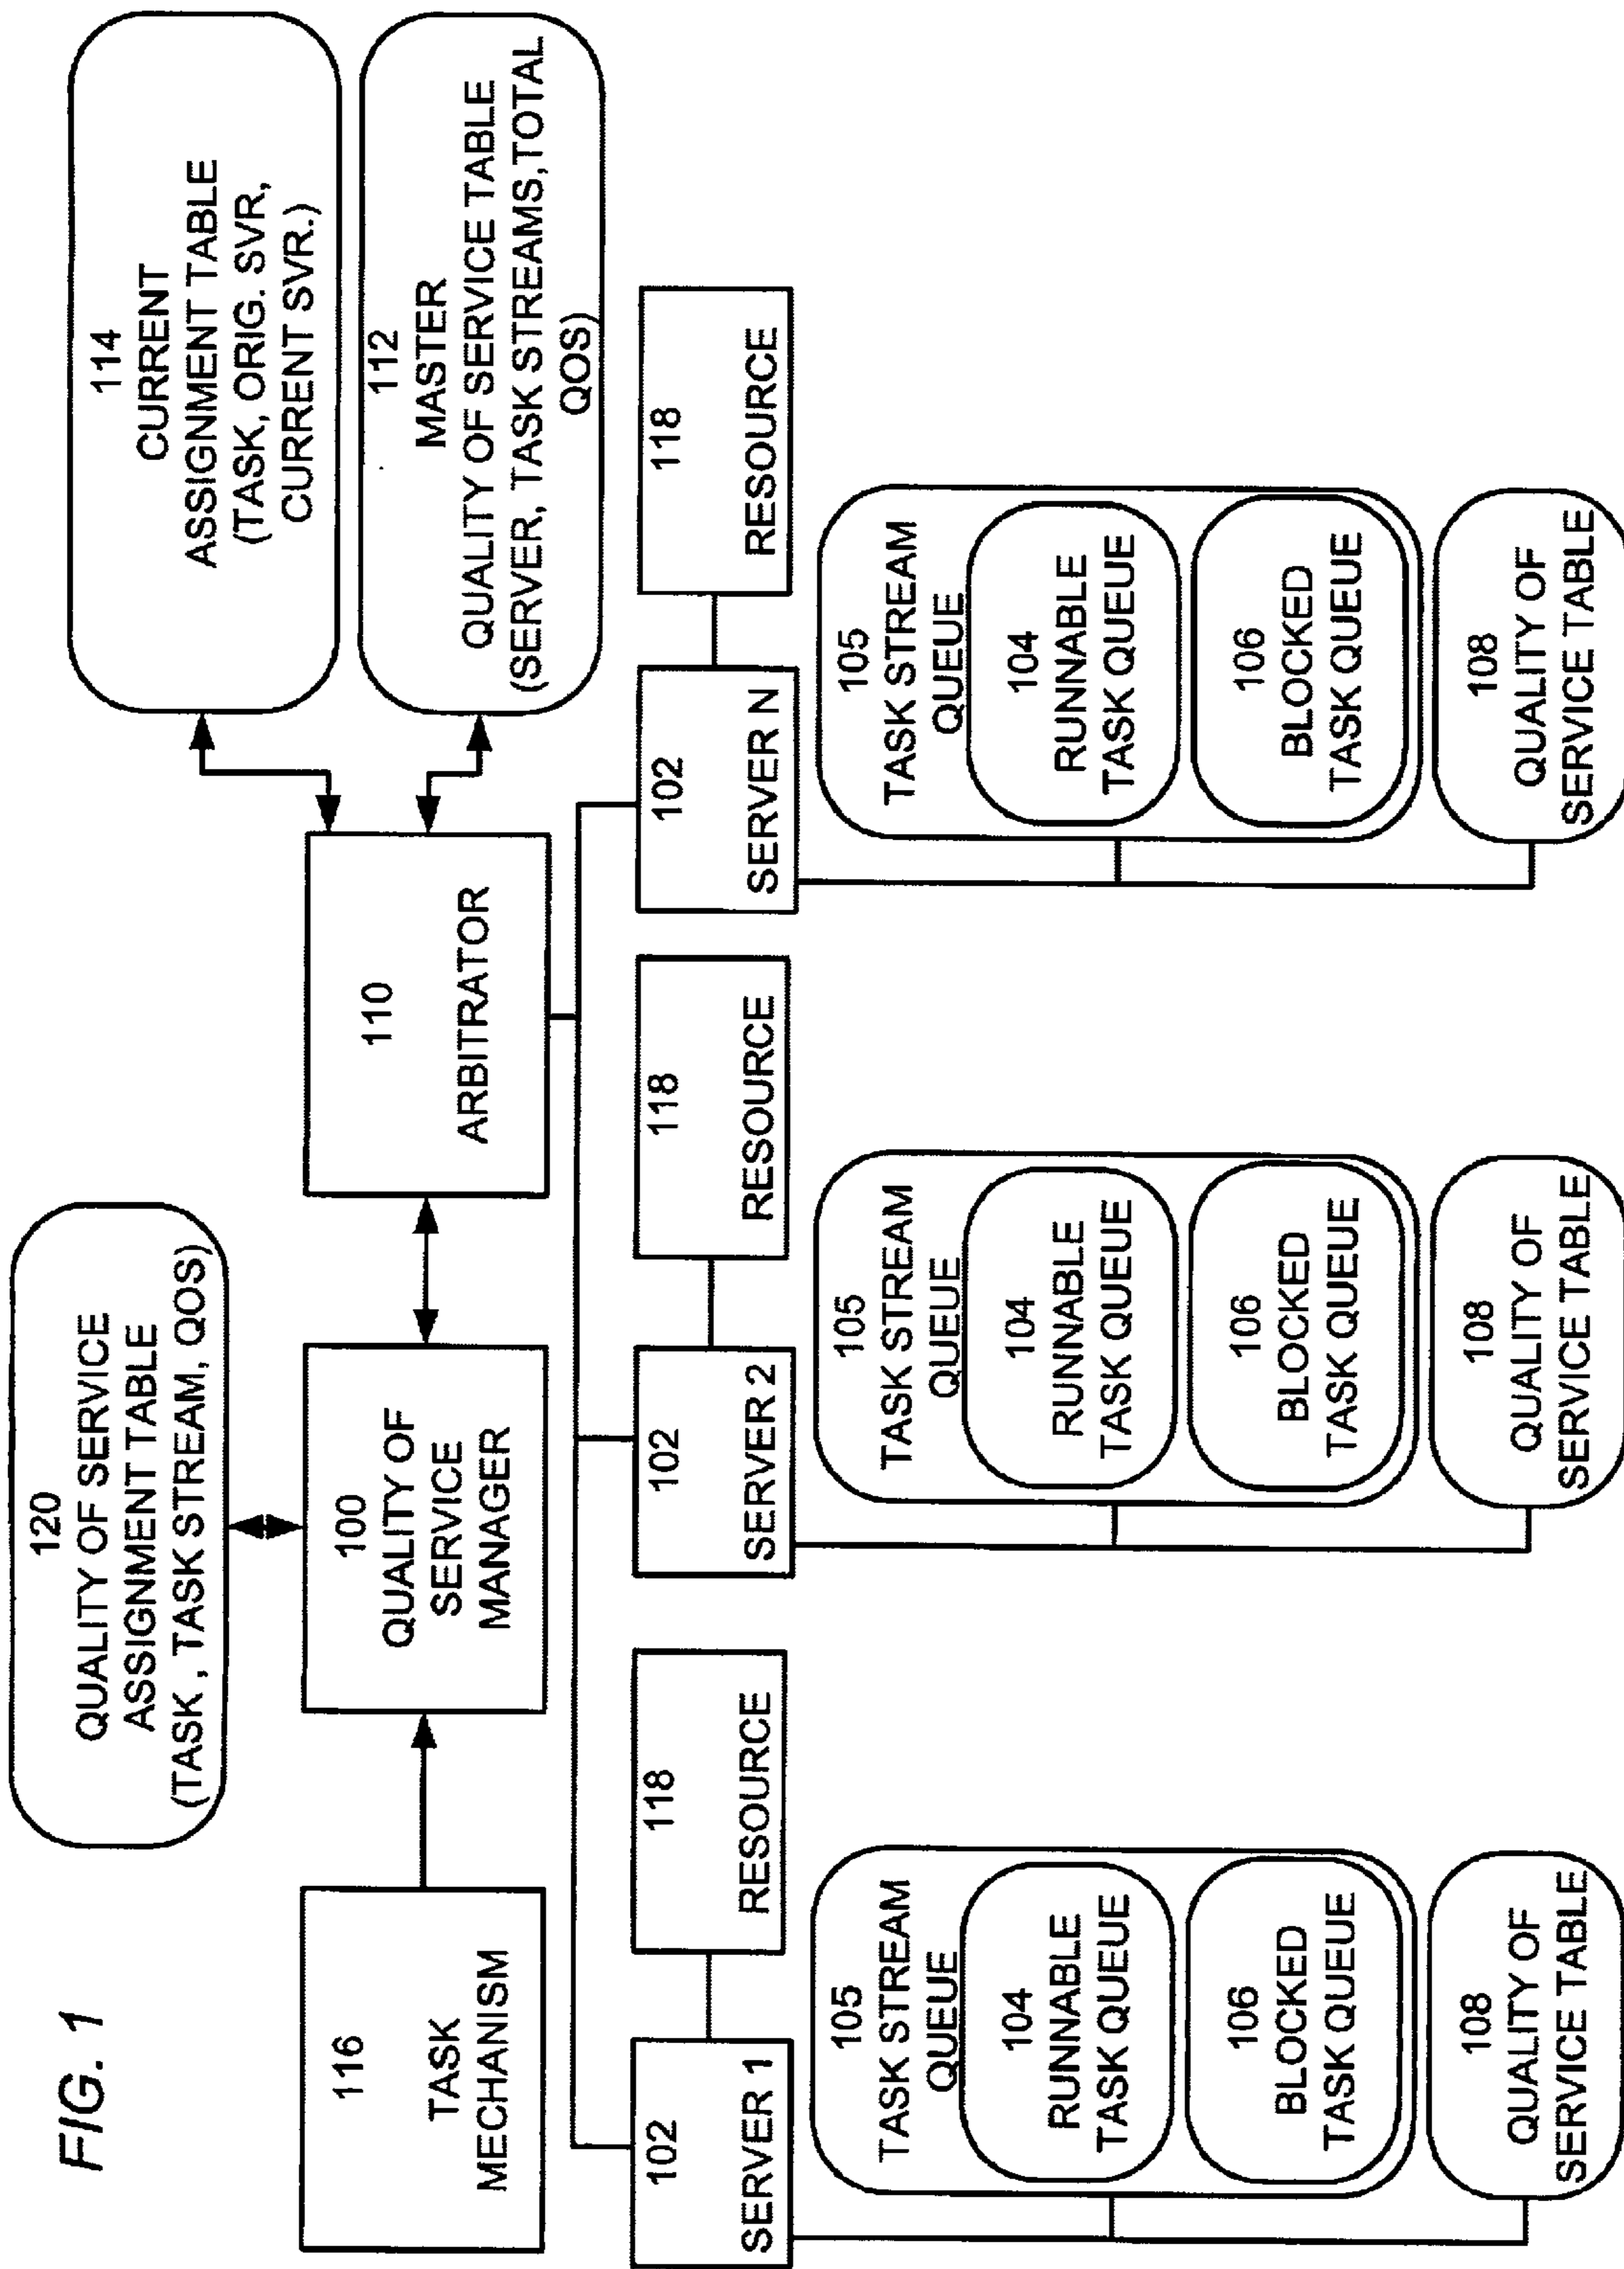 FIG. 1
120
QUALITY OF SERVICE
ASSIGNMENT TABLE
(TASK , TASK STREAM, QOS)
114
CURRENT
ASSIGNMENT TABLE
(TASK, ORIG. SVR,
CURRENT SVR.)
112
MASTER
QUALITY OF SERVICE TABLE
(SERVER, TASK STREAMS,TOTAL
QOS)
116
TASK
MECHANISM
100
QUALITY OF
SERVICE
MANAGER
110
ARBITRATOR
102
SERVER 1
118
RESOURCE
105
TASK STREAM
QUEUE
104
RUNNABLE
TASK QUEUE
106
BLOCKED
TASK QUEUE
108
QUALITY OF
SERVICE TABLE
102
SERVER 2
118
RESOURCE
105
TASK STREAM
QUEUE
104
RUNNABLE
TASK QUEUE
106
BLOCKED
TASK QUEUE
108
QUALITY OF
SERVICE TABLE
102
SERVER N
118
RESOURCE
105
TASK STREAM
QUEUE
104
RUNNABLE
TASK QUEUE
106
BLOCKED
TASK QUEUE
108
QUALITY OF
SERVICE TABLE